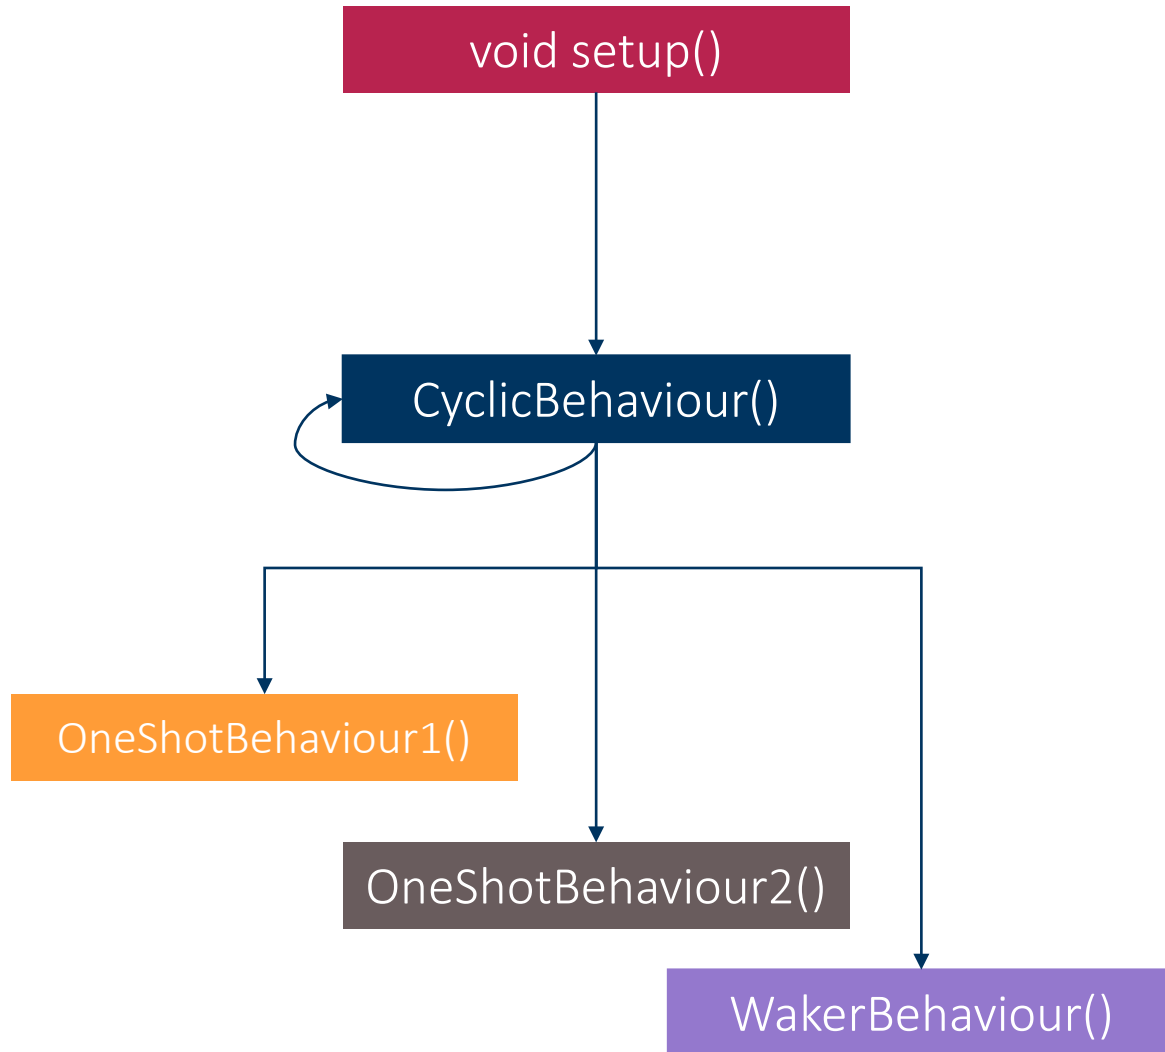 void setup()
CyclicBehaviour()
OneShotBehaviour1()
OneShotBehaviour2()
WakerBehaviour()